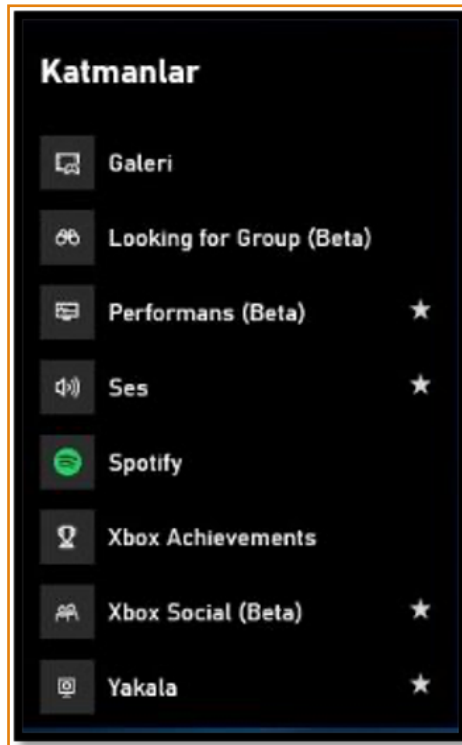 Katmanlar
Galeri
Looking for Group (Beta)
Performans (Beta)
Ses
Spotify
Xbox Achievements
Xbox Social (Beta)
Yakala